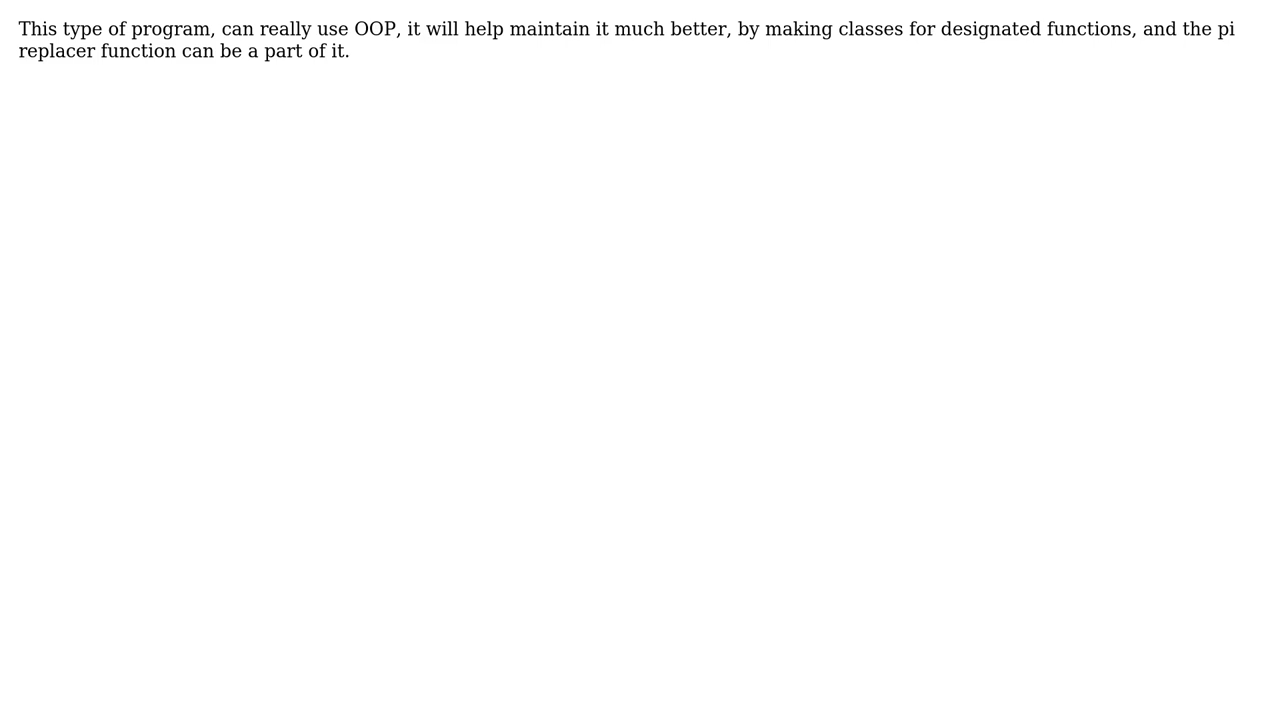 This type of program, can really use OOP, it will help maintain it much better, by making classes for designated functions, and the pi
replacer function can be a part of it.